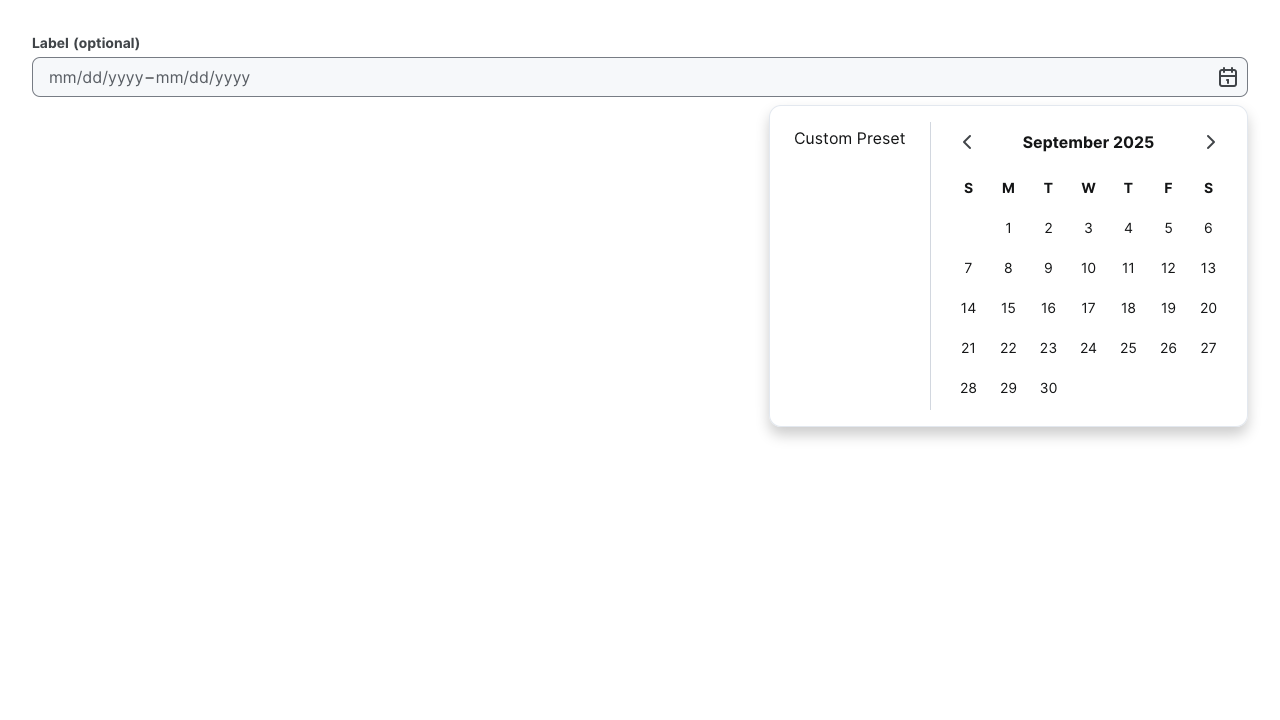 Label (optional)
mm/dd/yyyy–mm/dd/yyyy
Custom Preset
September 2025
S M T W T F S
1 2 3 4 5 6
7 8 9 10 11 12 13
14 15 16 17 18 19 20
21 22 23 24 25 26 27
28 29 30